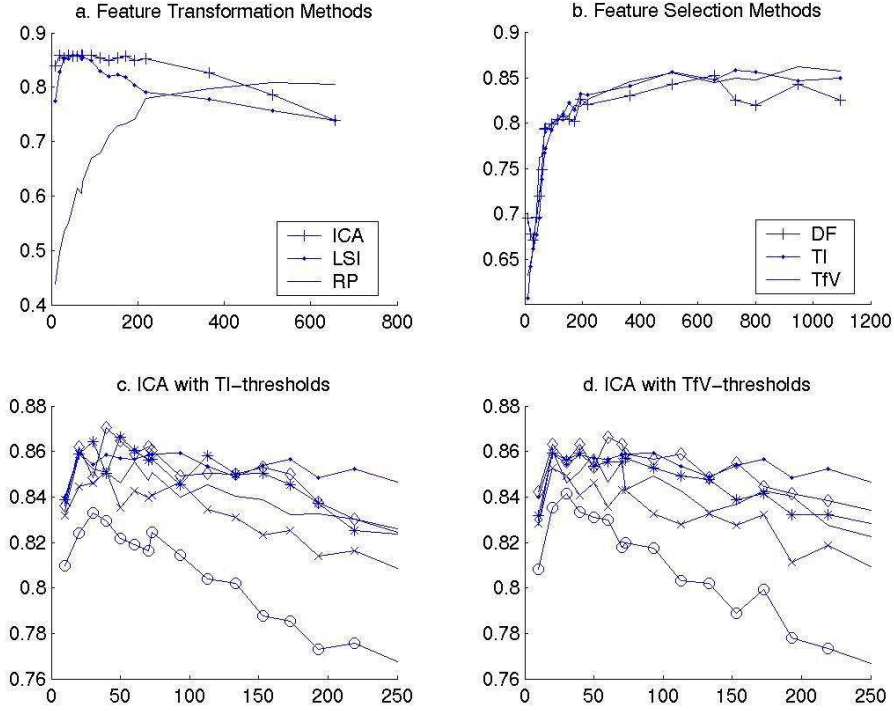 a. Feature Transformation Methods
0.9
0.8
0.7
0.6
0.5
0.4
0 200 400 600 800
ICA
LSI
RP
b. Feature Selection Methods
0.9
0.85
0.8
0.75
0.7
0.65
0 200 400 600 800 1000 1200
DF
TI
TfV
c. ICA with TI-thresholds
0.88
0.86
0.84
0.82
0.8
0.78
0.76
0 50 100 150 200 250
d. ICA with TfV-thresholds
0.88
0.86
0.84
0.82
0.8
0.78
0.76
0 50 100 150 200 250